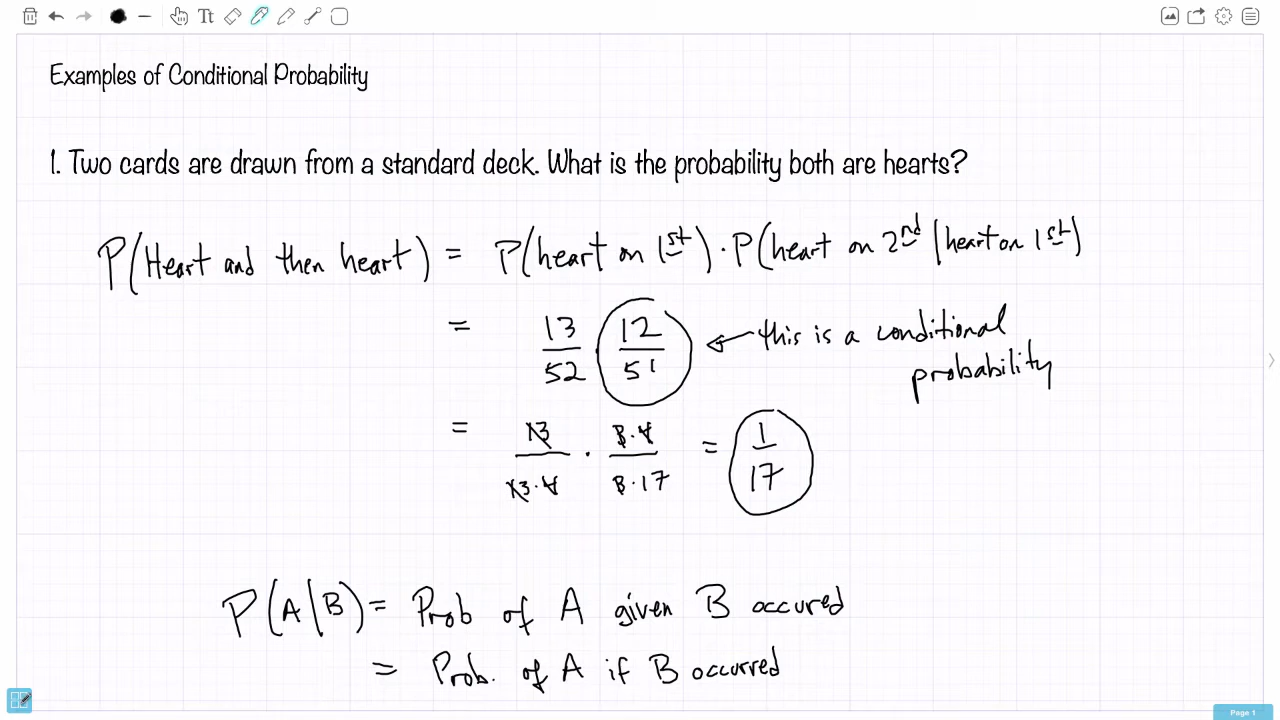 Tt
Examples of Conditional Probability
1. Two cards are drawn from a standard deck. What is the probability both are hearts?
P(Heart and then heart) = P(heart on 1st) · P(heart on 2nd | heart on 1st)
= 13/52 · 12/51 ← this is a conditional
probability
= 13/13·4 · 3·4/3·17 = 1/17
P(A|B) = Prob of A given B occured
= Prob. of A if B occurred
Page 1